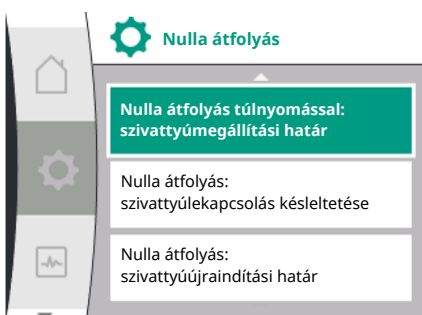 Nulla átfolyás
Nulla átfolyás túlnyomással:
szivattyúmegállítási határ
Nulla átfolyás:
szivattyúlekapcsolás késleltetése
Nulla átfolyás:
szivattyúújraindítási határ